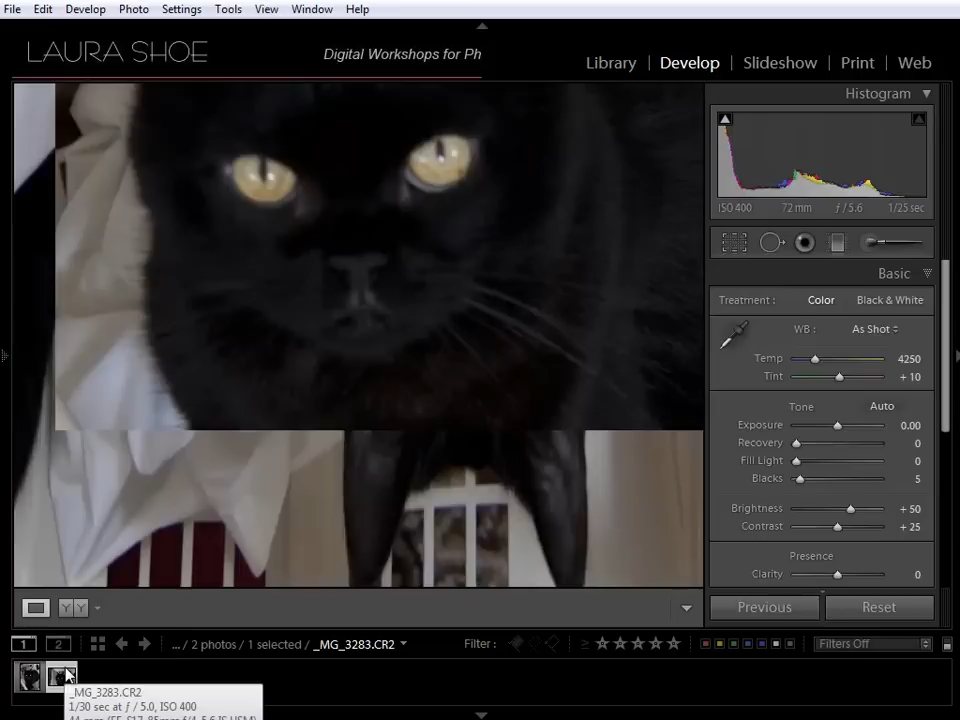 File Edit Develop Photo Settings Tools View Window Help
LAURA SHOE
Digital Workshops for Ph
Library | Develop | Slideshow | Print | Web
Histogram
ISO 400 72 mm f / 5.6 1/25 sec
Basic
Treatment : Color Black & White
WB : As Shot
Temp 4250
Tint + 10
Tone Auto
Exposure 0.00
Recovery 0
Fill Light 0
Blacks 5
Brightness + 50
Contrast + 25
Presence
Clarity 0
Y Y
Previous Reset
1 2 ... / 2 photos / 1 selected / _MG_3283.CR2 Filter : Filters Off
_MG_3283.CR2
1/30 sec at f / 5.0, ISO 400